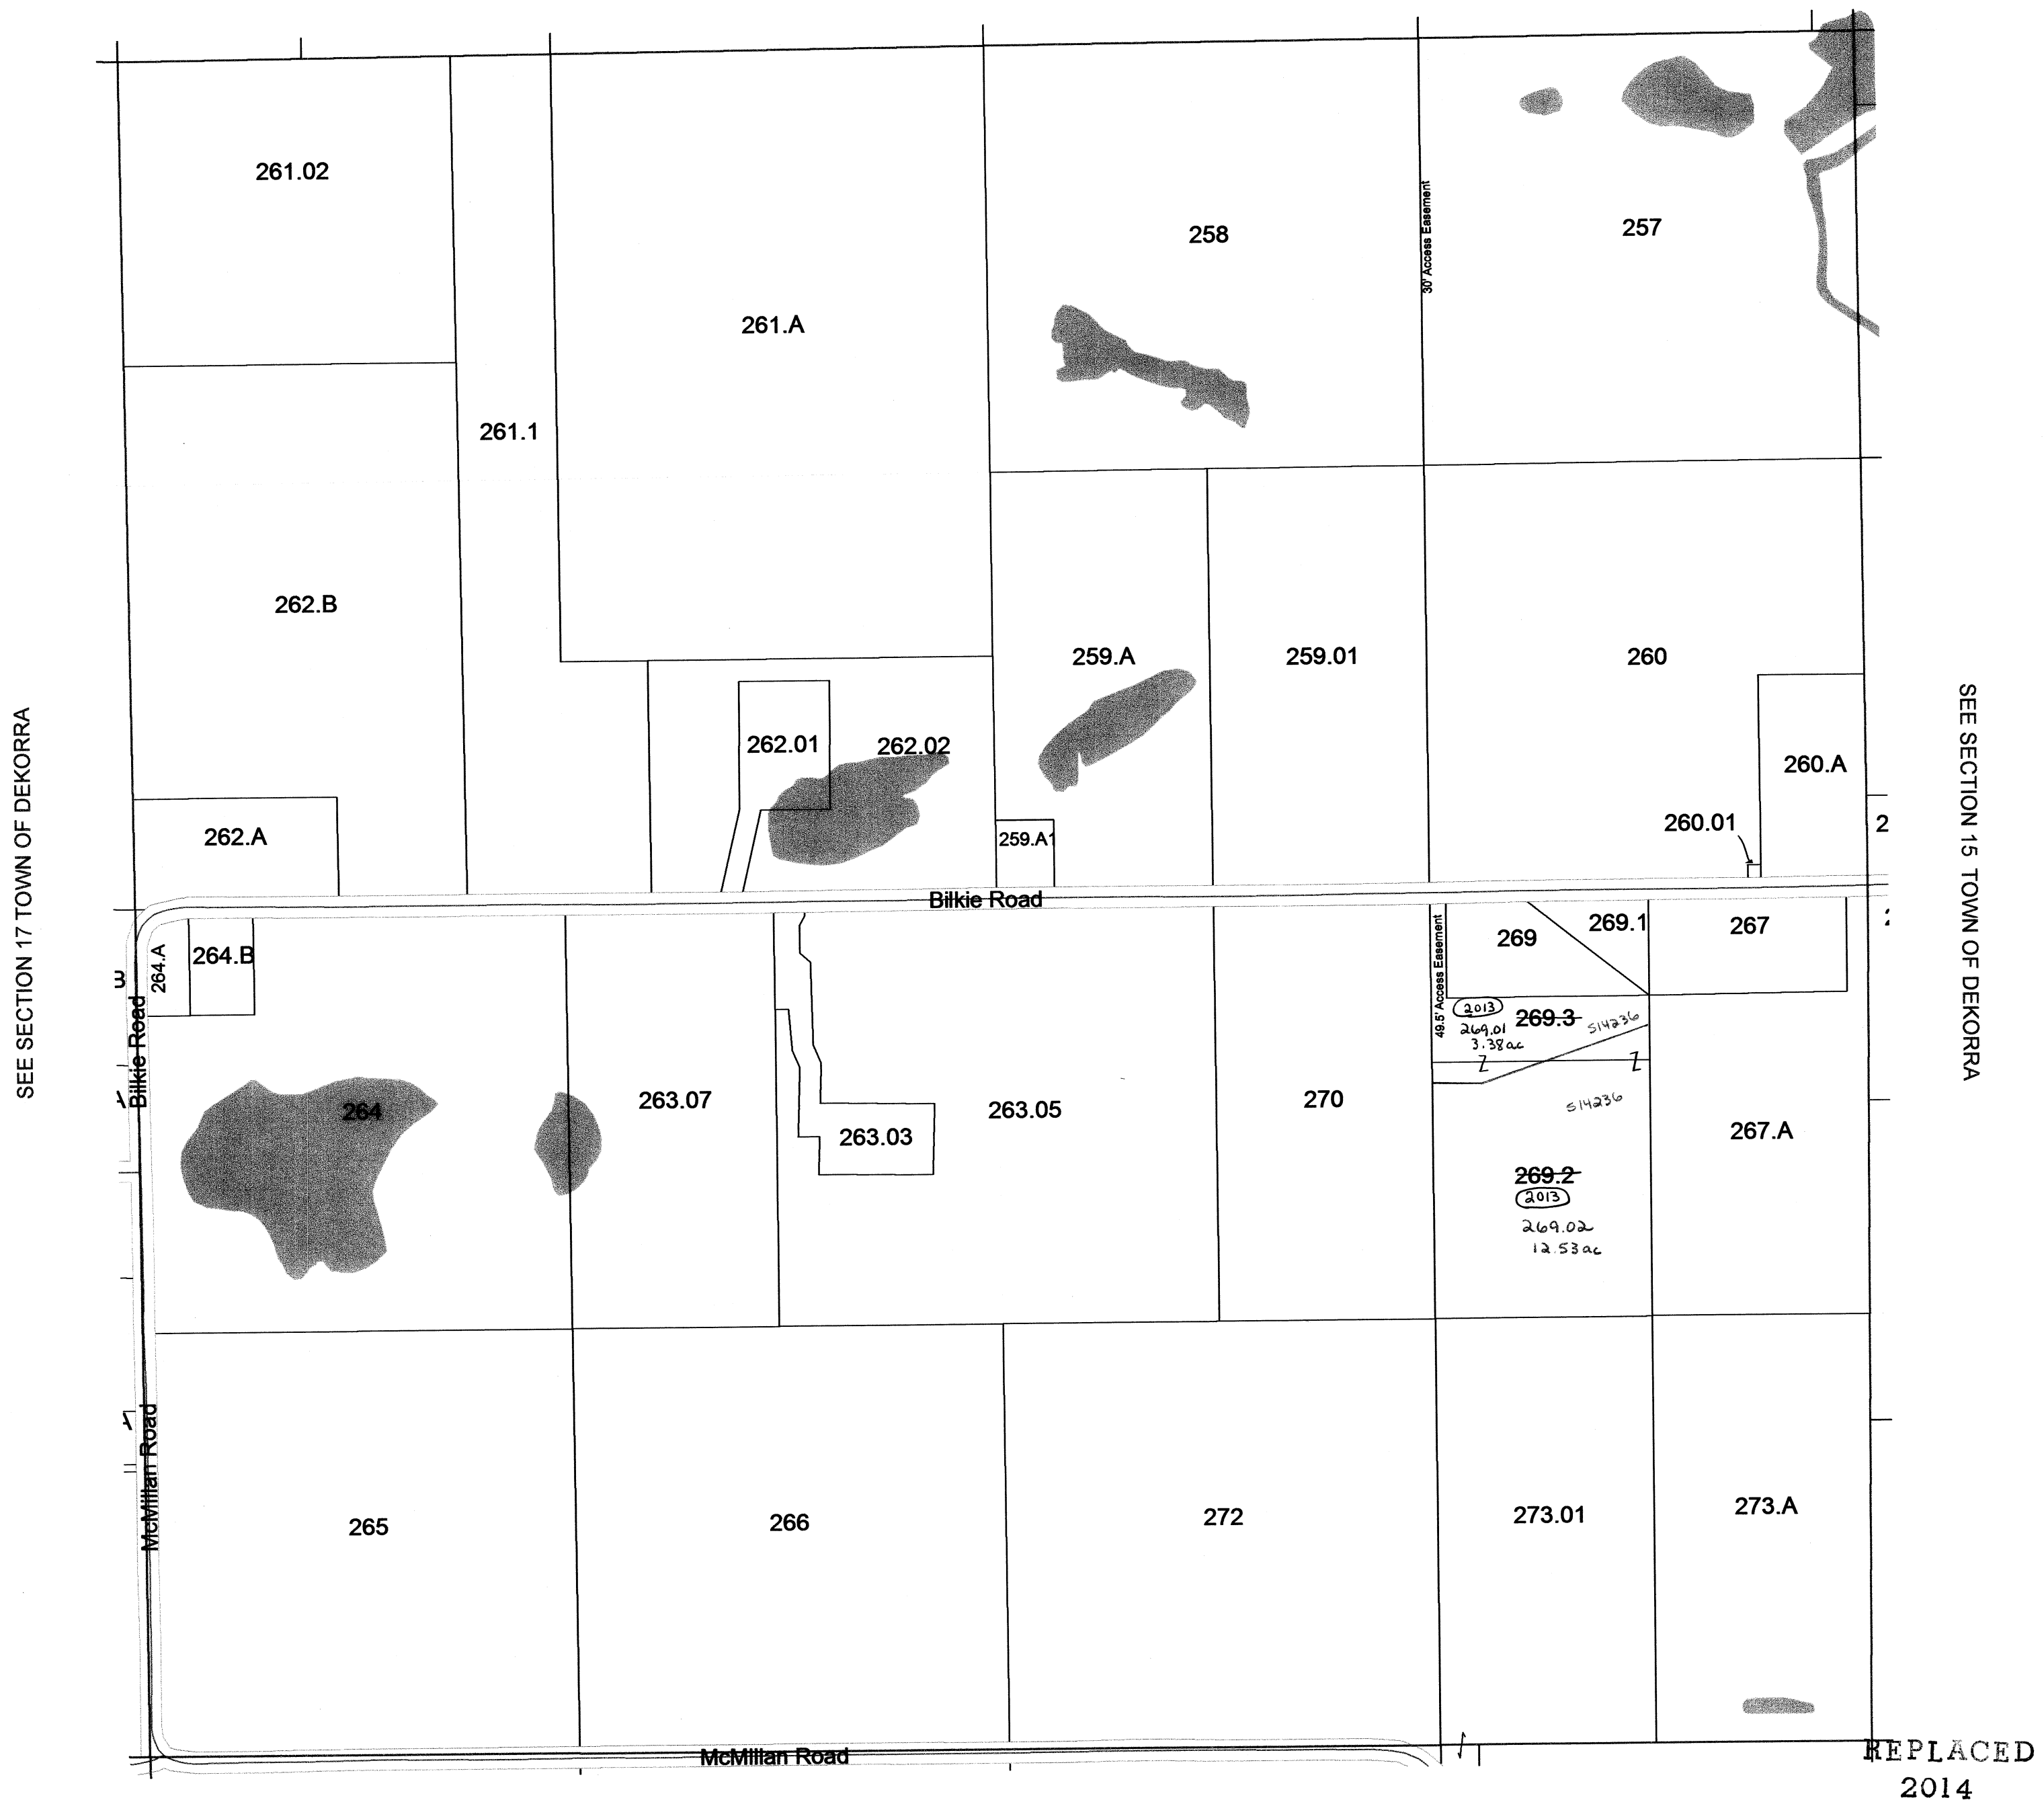 261.02
258
257
30' Access Easement
261.A
261.1
262.B
259.A
259.01
260
SEE SECTION 17 TOWN OF DEKORRA
SEE SECTION 15 TOWN OF DEKORRA
262.01
262.02
260.A
262.A
259.A1
260.01
2
Bilkie Road
264.A
264.B
49.5' Access Easement
269
269.1
267
B
Bilkie Road
2013
269.3
269.01
3.38ac
S14236
Z
Z
264
263.07
263.05
263.03
270
S14236
267.A
269.2
2013
269.02
12.53ac
McMillan Road
265
266
272
273.01
273.A
McMillan Road
REPLACED
2014